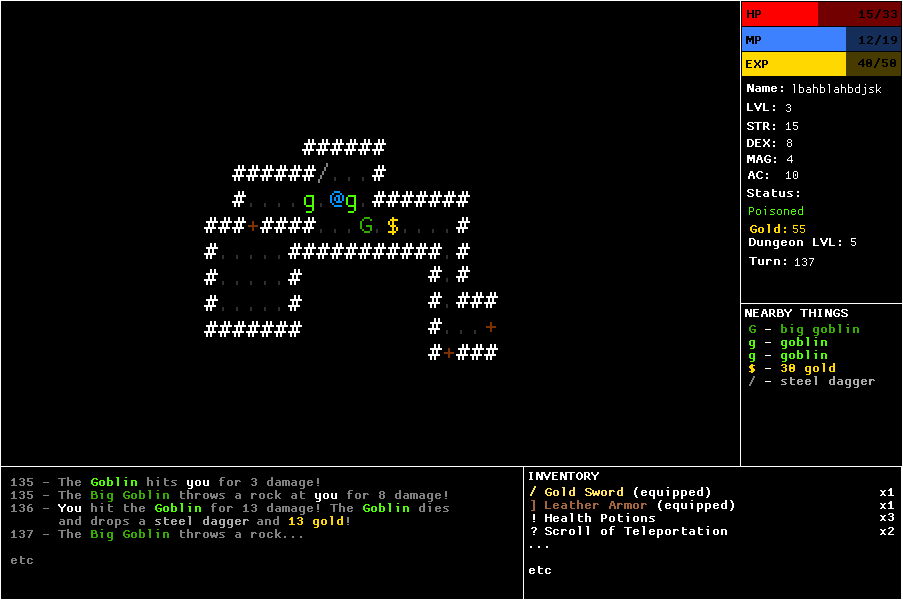 ######
######/...#
#....g.@g.#######
###+####...G.$....#
#.....###########.#
#.....# #.#
#.....# #.###
####### #...+
#+###
HP 15/33
MP 12/19
EXP 40/50
Name: lbahblahbdjsk
LVL: 3
STR: 15
DEX: 8
MAG: 4
AC: 10
Status:
Poisoned
Gold: 55
Dungeon LVL: 5
Turn: 137
NEARBY THINGS
G - big goblin
g - goblin
g - goblin
$ - 30 gold
/ - steel dagger
135 - The Goblin hits you for 3 damage!
135 - The Big Goblin throws a rock at you for 8 damage!
136 - You hit the Goblin for 13 damage! The Goblin dies
and drops a steel dagger and 13 gold!
137 - The Big Goblin throws a rock...
etc
INVENTORY
/ Gold Sword (equipped) x1
] Leather Armor (equipped) x1
! Health Potions x3
? Scroll of Teleportation x2
...
etc